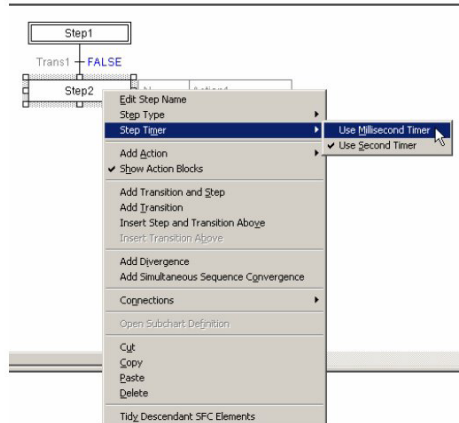 Step1
Trans1 FALSE
Step2
Edit Step Name
Step Type
Step Timer
Use Millisecond Timer
Use Second Timer
Add Action
Show Action Blocks
Add Transition and Step
Add Transition
Insert Step and Transition Above
Insert Transition Above
Add Divergence
Add Simultaneous Sequence Convergence
Connections
Open Subchart Definition
Cut
Copy
Paste
Delete
Tidy Descendant SFC Elements